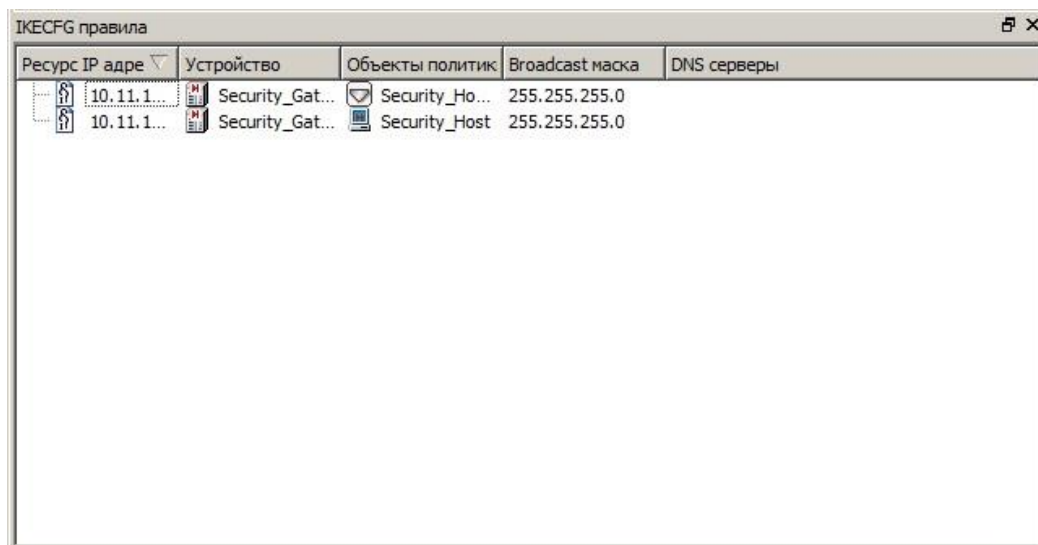 IKECFG правила
Ресурс IP адре Устройство Объекты политик Broadcast маска DNS серверы
10.11.1... Security_Gat... Security_Ho... 255.255.255.0
10.11.1... Security_Gat... Security_Host 255.255.255.0